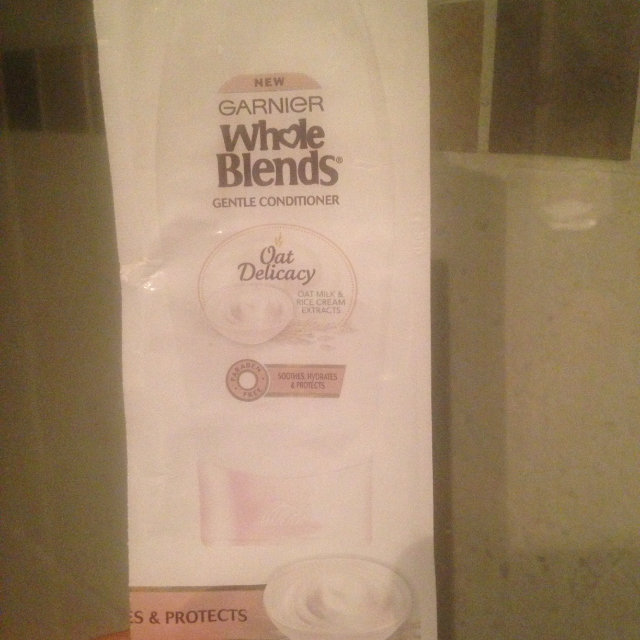 NEW
GARNIER
Whole
Blends®
GENTLE CONDITIONER
Oat
Delicacy
OAT MILK &
RICE CREAM
EXTRACTS
PARABEN
FREE
SOOTHES, HYDRATES
& PROTECTS
ES & PROTECTS